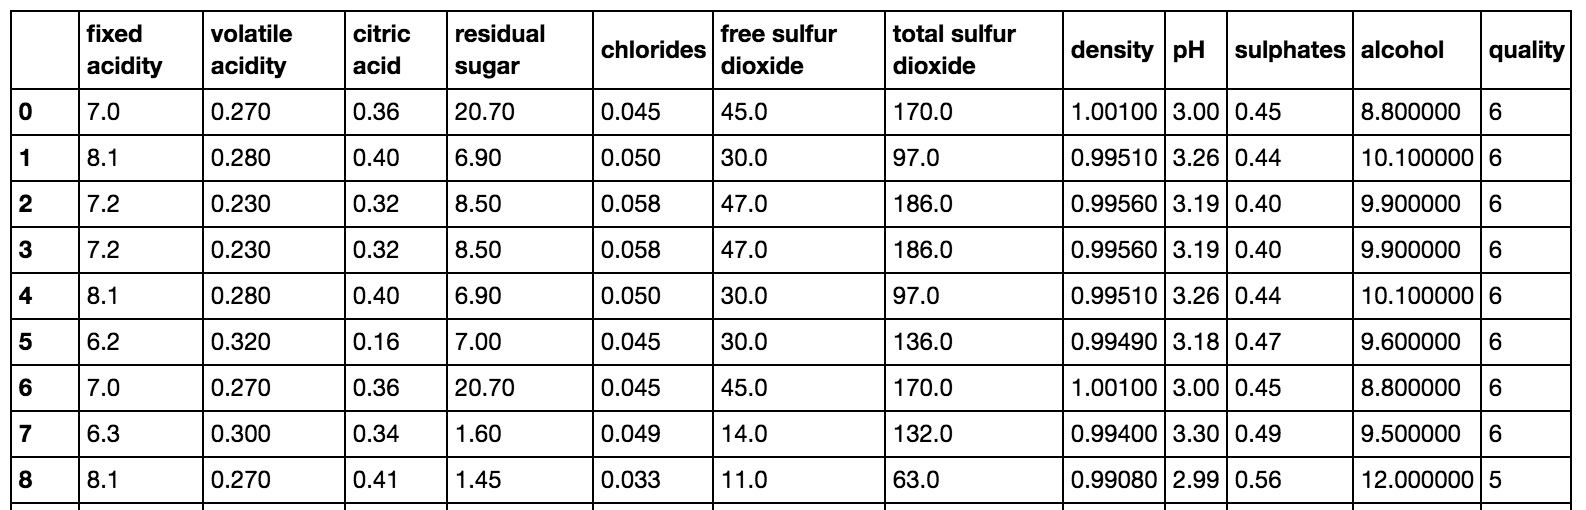 fixed acidity volatile acidity citric acid residual sugar chlorides free sulfur dioxide total sulfur dioxide density pH sulphates alcohol quality
0 7.0 0.270 0.36 20.70 0.045 45.0 170.0 1.00100 3.00 0.45 8.800000 6
1 8.1 0.280 0.40 6.90 0.050 30.0 97.0 0.99510 3.26 0.44 10.100000 6
2 7.2 0.230 0.32 8.50 0.058 47.0 186.0 0.99560 3.19 0.40 9.900000 6
3 7.2 0.230 0.32 8.50 0.058 47.0 186.0 0.99560 3.19 0.40 9.900000 6
4 8.1 0.280 0.40 6.90 0.050 30.0 97.0 0.99510 3.26 0.44 10.100000 6
5 6.2 0.320 0.16 7.00 0.045 30.0 136.0 0.99490 3.18 0.47 9.600000 6
6 7.0 0.270 0.36 20.70 0.045 45.0 170.0 1.00100 3.00 0.45 8.800000 6
7 6.3 0.300 0.34 1.60 0.049 14.0 132.0 0.99400 3.30 0.49 9.500000 6
8 8.1 0.270 0.41 1.45 0.033 11.0 63.0 0.99080 2.99 0.56 12.000000 5